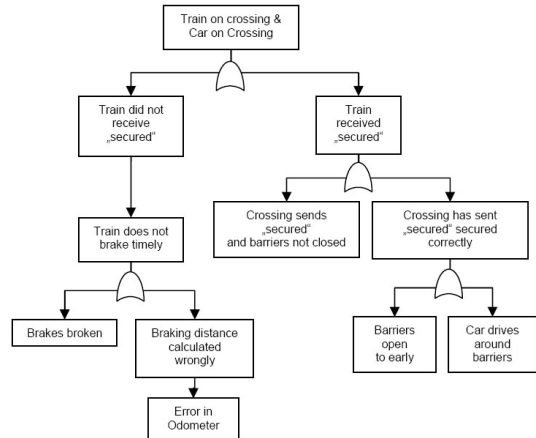 Train on crossing &
Car on Crossing
Train did not
receive
„secured“
Train
received
„secured“
Train does not
brake timely
Crossing sends
„secured“
and barriers not closed
Crossing has sent
„secured“ secured
correctly
Brakes broken
Braking distance
calculated
wrongly
Barriers
open
to early
Car drives
around
barriers
Error in
Odometer